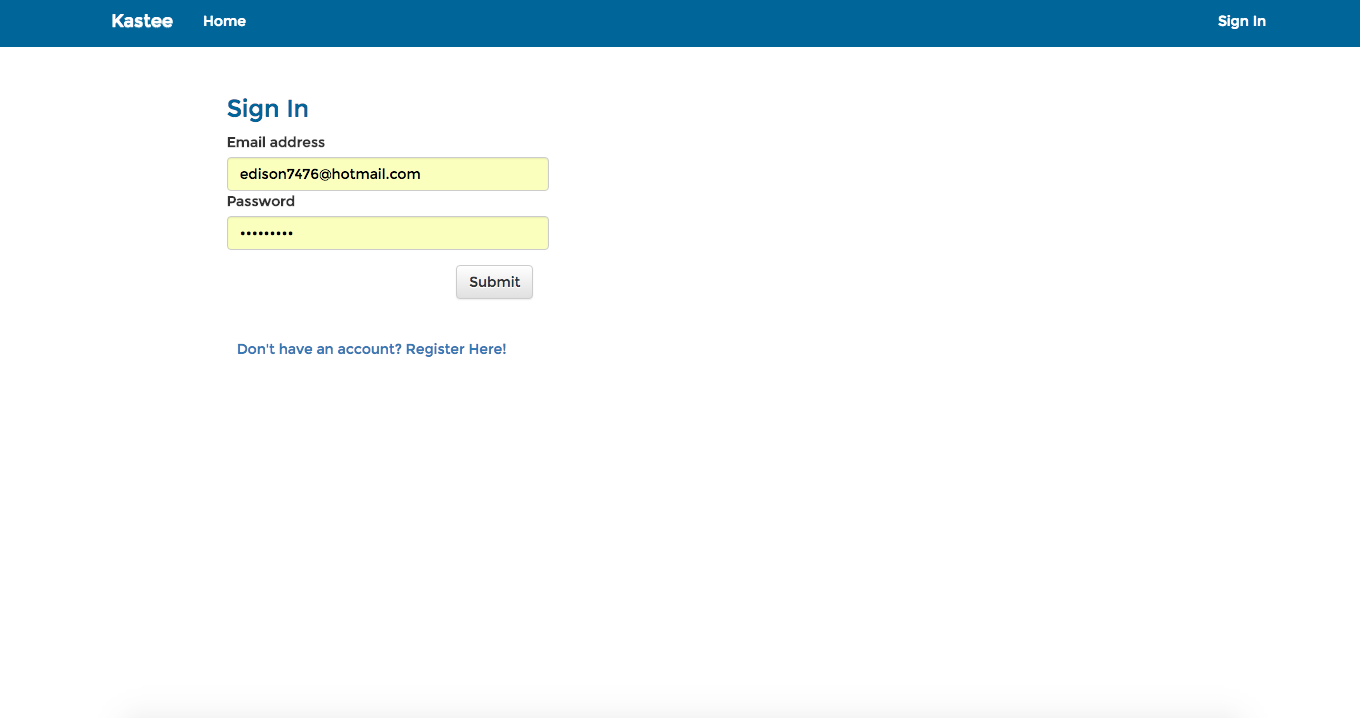 Kastee Home Sign In
Sign In
Email address
edison7476@hotmail.com
Password
•••••••••
Submit
Don't have an account? Register Here!